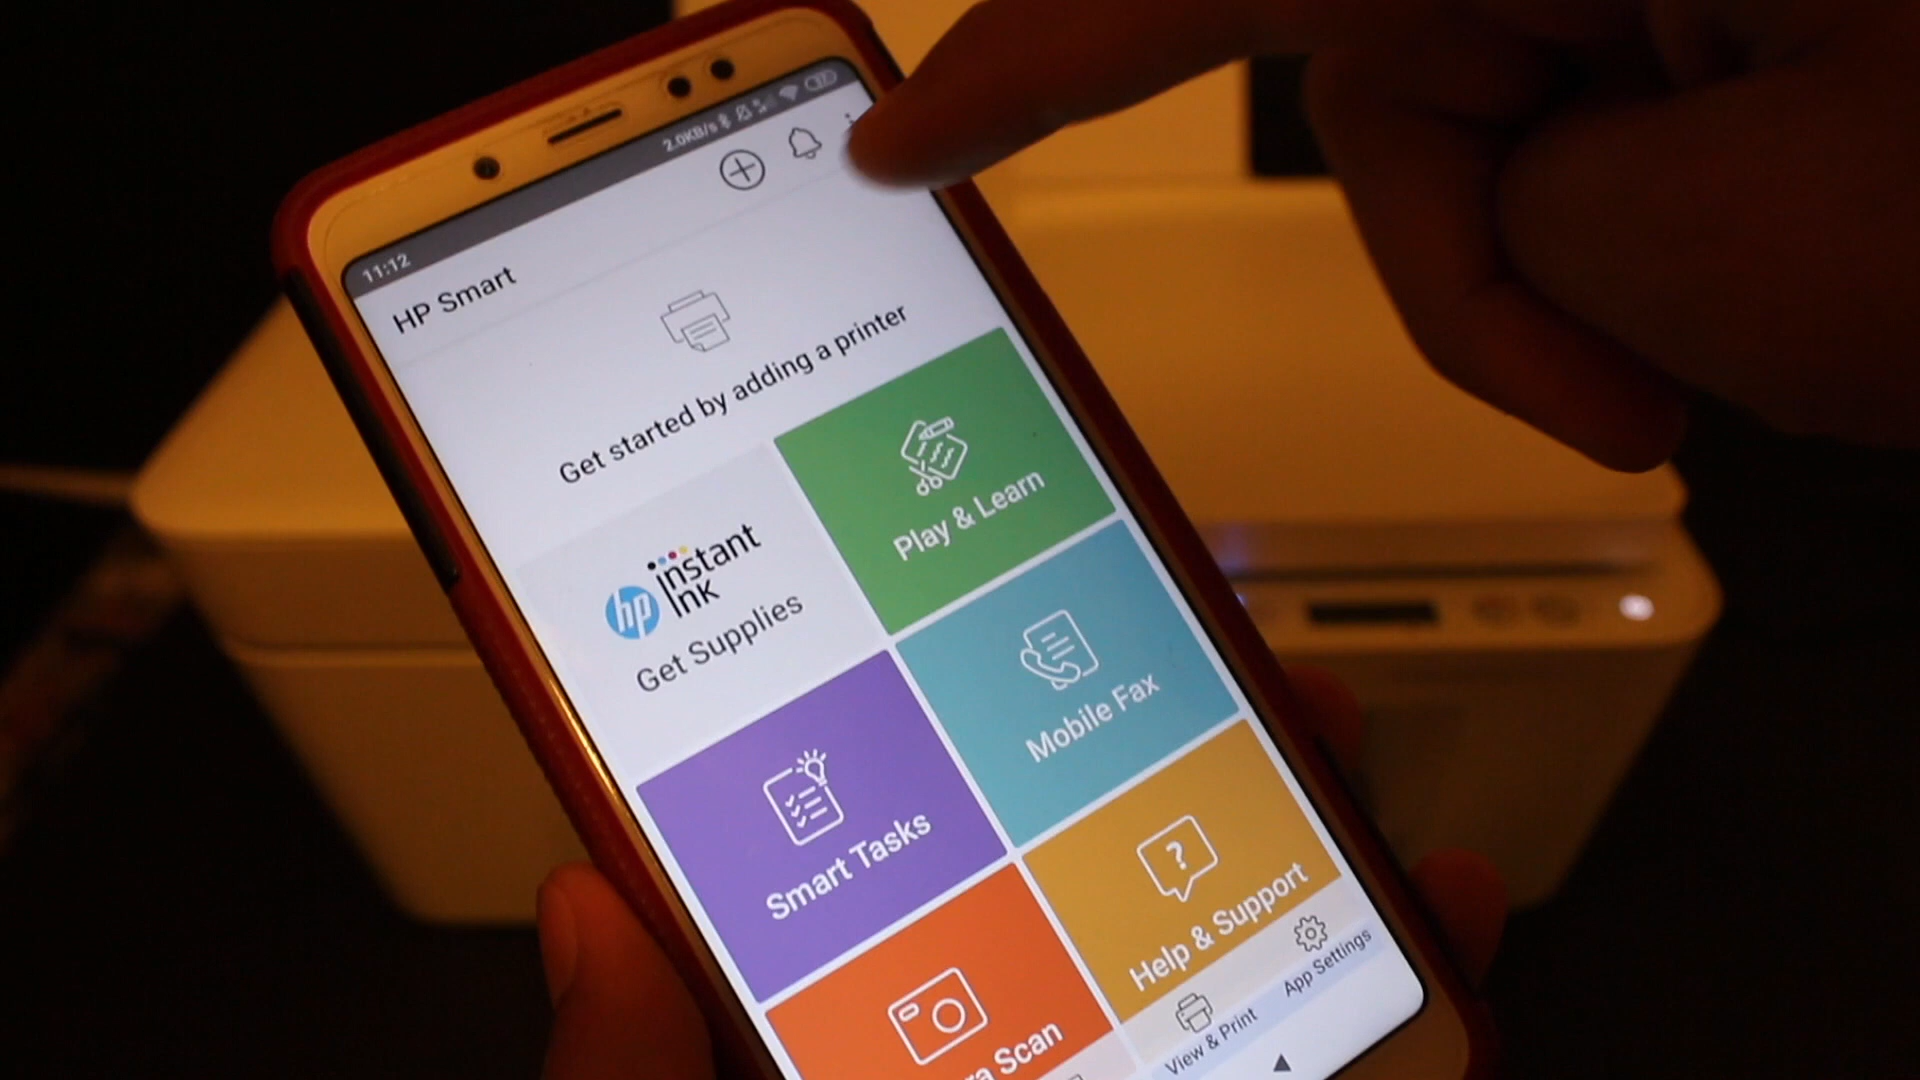 11:12
2.0KB/s
HP Smart
Get started by adding a printer
hp instant
Ink
Get Supplies
Play & Learn
Smart Tasks
Mobile Fax
Help & Support
Scan
View & Print
App Settings